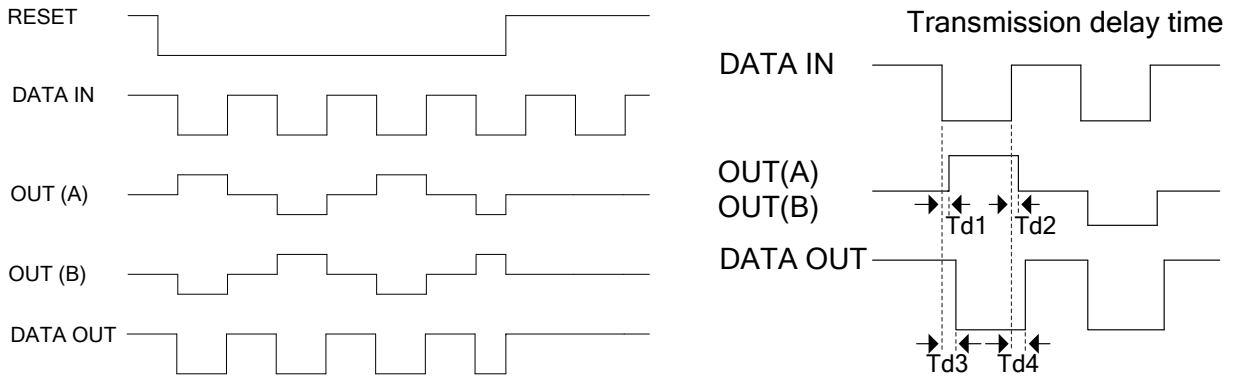 RESET
DATA IN
OUT (A)
OUT (B)
DATA OUT
Transmission delay time
DATA IN
OUT(A)
OUT(B)
Td1
Td2
DATA OUT
Td3
Td4